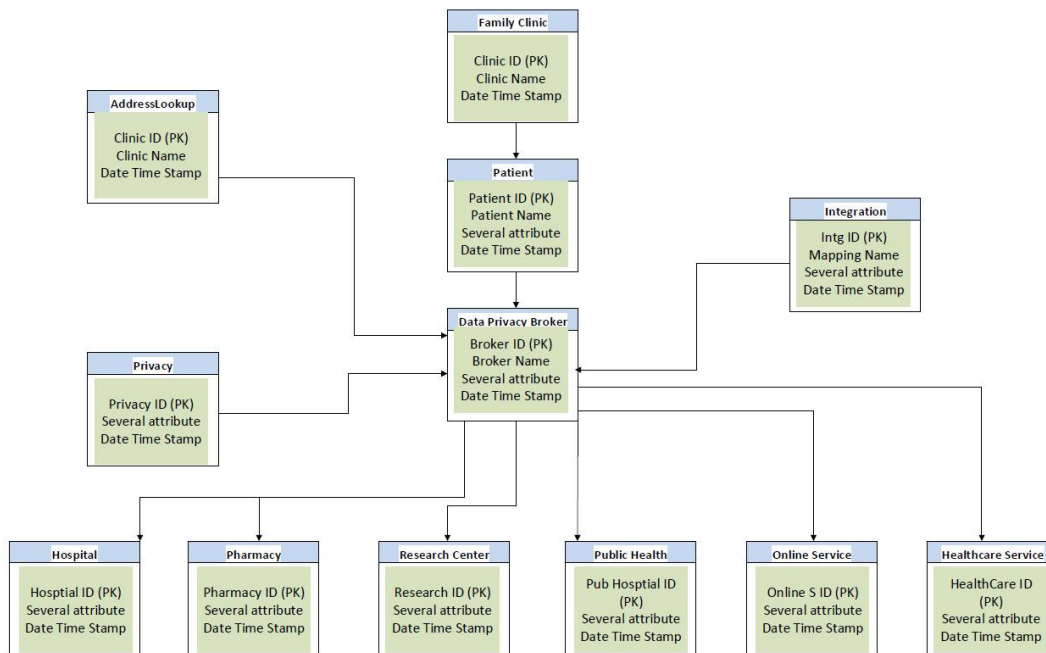 Family Clinic
Clinic ID (PK)
Clinic Name
Date Time Stamp
AddressLookup
Clinic ID (PK)
Clinic Name
Date Time Stamp
Patient
Patient ID (PK)
Patient Name
Several attribute
Date Time Stamp
Integration
Intg ID (PK)
Mapping Name
Several attribute
Date Time Stamp
Data Privacy Broker
Broker ID (PK)
Broker Name
Several attribute
Date Time Stamp
Privacy
Privacy ID (PK)
Several attribute
Date Time Stamp
Hospital
Hosptial ID (PK)
Several attribute
Date Time Stamp
Pharmacy
Pharmacy ID (PK)
Several attribute
Date Time Stamp
Research Center
Research ID (PK)
Several attribute
Date Time Stamp
Public Health
Pub Hosptial ID
(PK)
Several attribute
Date Time Stamp
Online Service
Online S ID (PK)
Several attribute
Date Time Stamp
Healthcare Service
HealthCare ID
(PK)
Several attribute
Date Time Stamp